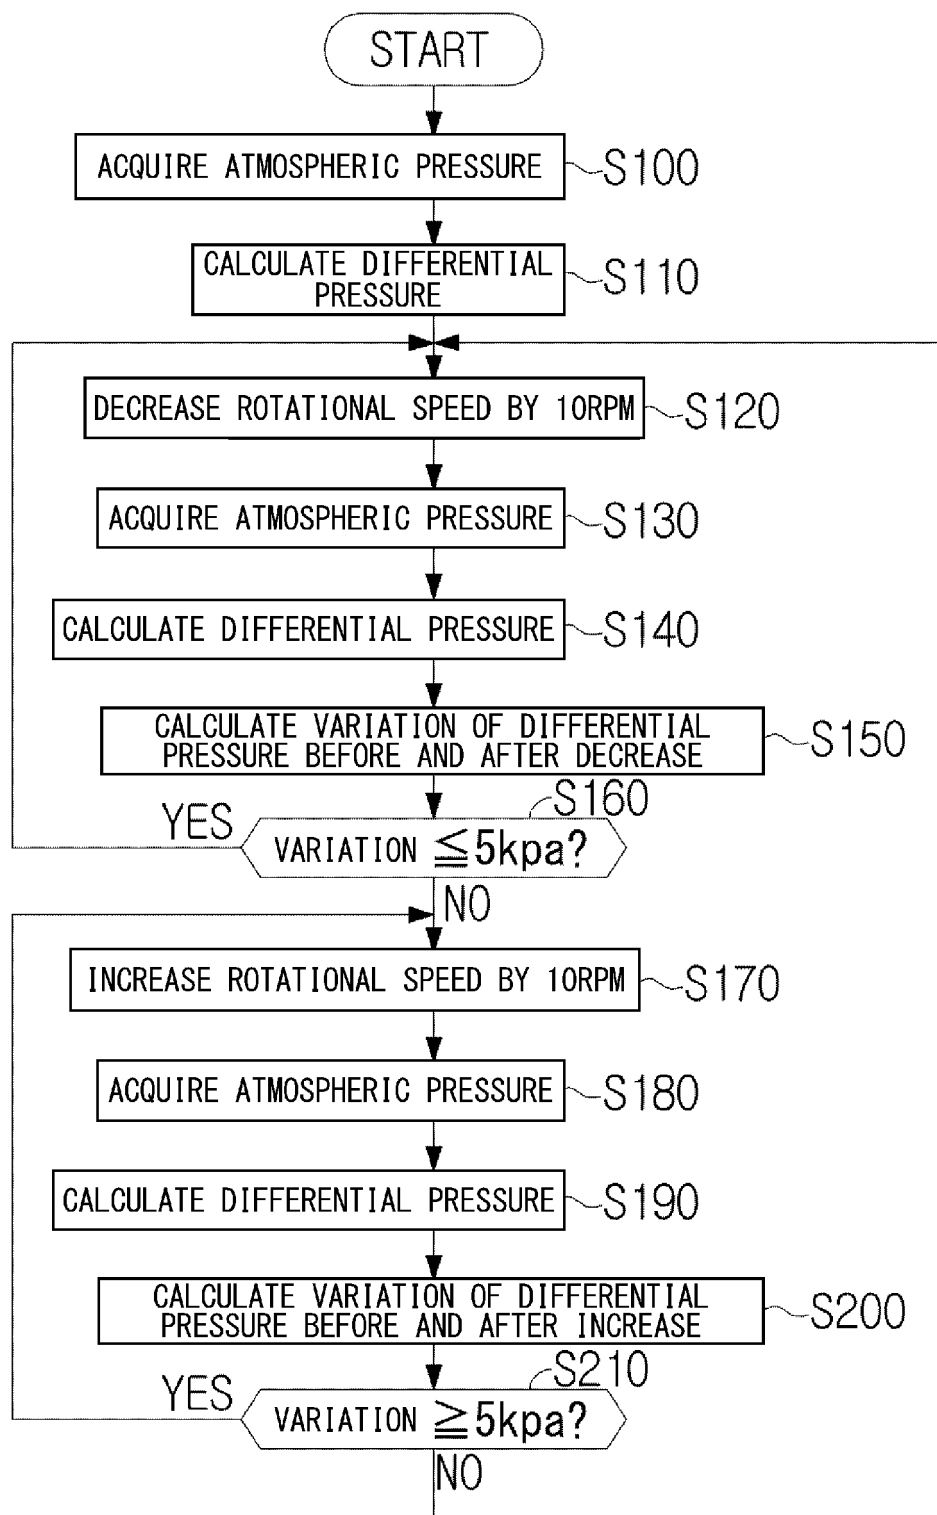 START
ACQUIRE ATMOSPHERIC PRESSURE
S100
CALCULATE DIFFERENTIAL
PRESSURE
S110
DECREASE ROTATIONAL SPEED BY 10RPM
S120
ACQUIRE ATMOSPHERIC PRESSURE
S130
CALCULATE DIFFERENTIAL PRESSURE
S140
CALCULATE VARIATION OF DIFFERENTIAL
PRESSURE BEFORE AND AFTER DECREASE
S150
S160
YES
VARIATION ≦5kpa?
NO
INCREASE ROTATIONAL SPEED BY 10RPM
S170
ACQUIRE ATMOSPHERIC PRESSURE
S180
CALCULATE DIFFERENTIAL PRESSURE
S190
CALCULATE VARIATION OF DIFFERENTIAL
PRESSURE BEFORE AND AFTER INCREASE
S200
S210
YES
VARIATION ≧5kpa?
NO